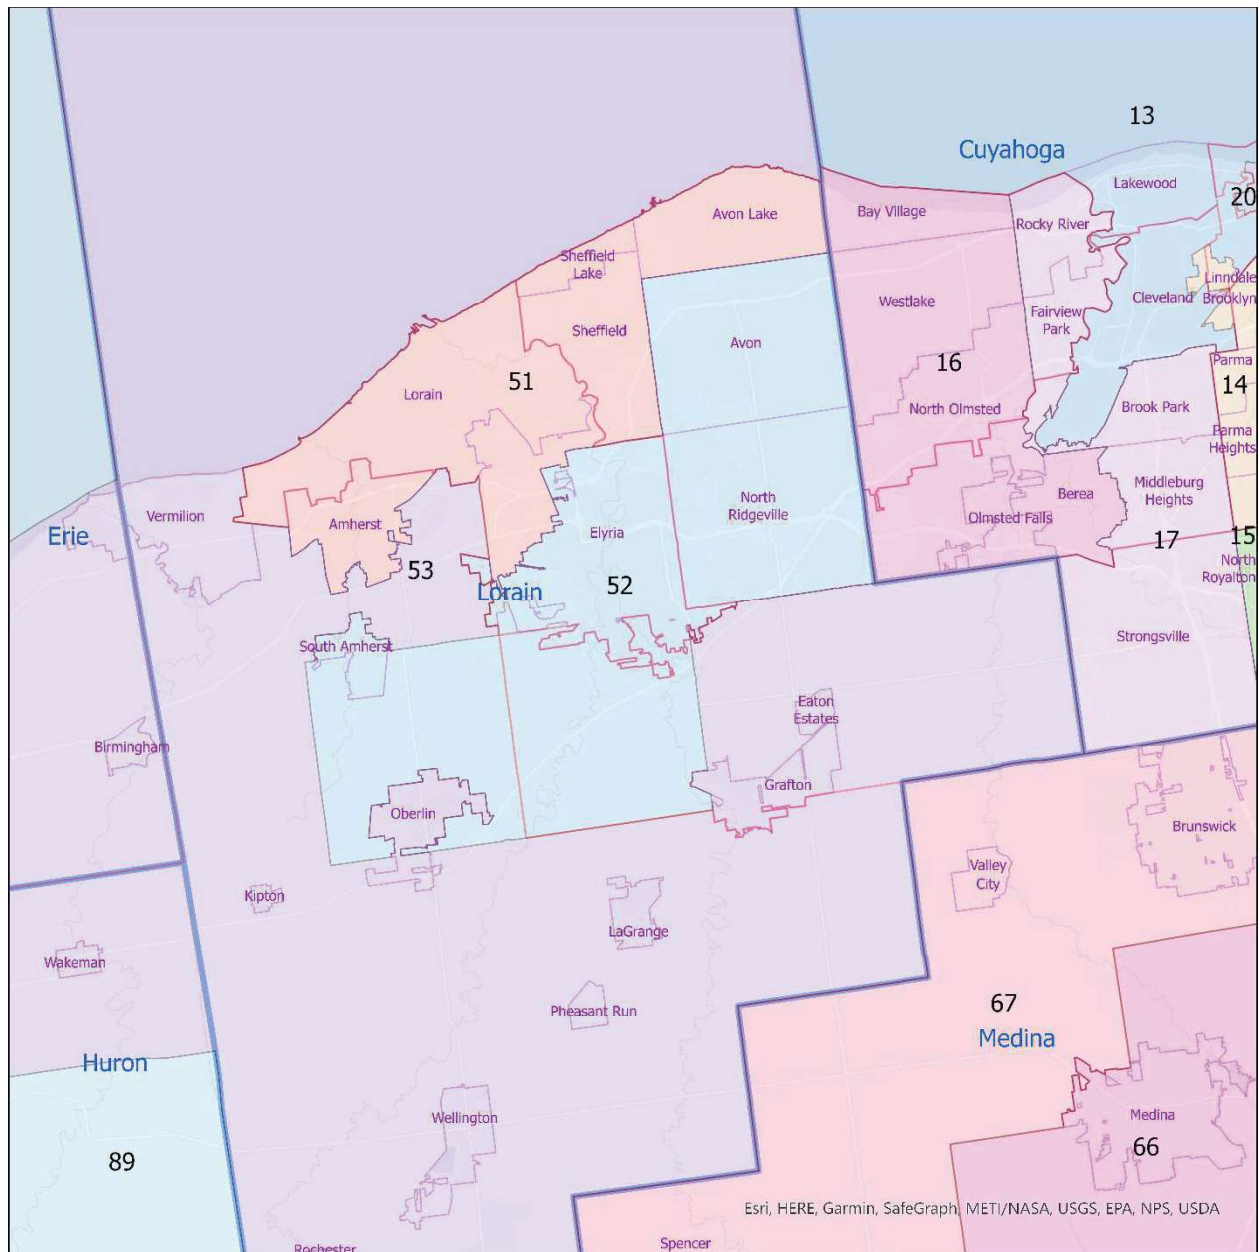 13
Cuyahoga
Lakewood
20
Avon Lake
Bay Village
Rocky River
Sheffield
Lake
Linndale
Westlake
Cleveland
Brooklyn
Fairview
Park
Sheffield
Avon
16
Parma
14
51
Lorain
North Olmsted
Brook Park
Parma
Heights
Middleburg
Heights
Berea
North
Ridgeville
Vermilion
Amherst
Olmsted Falls
Elyria
Erie
17
15
North
Royalton
53
Lorain
52
Strongsville
South Amherst
Eaton
Estates
Birmingham
Grafton
Oberlin
Brunswick
Valley
City
Kipton
LaGrange
Wakeman
67
Pheasant Run
Medina
Huron
Wellington
Medina
66
89
Esri, HERE, Garmin, SafeGraph, METI/NASA, USGS, EPA, NPS, USDA
Rochester
Spencer